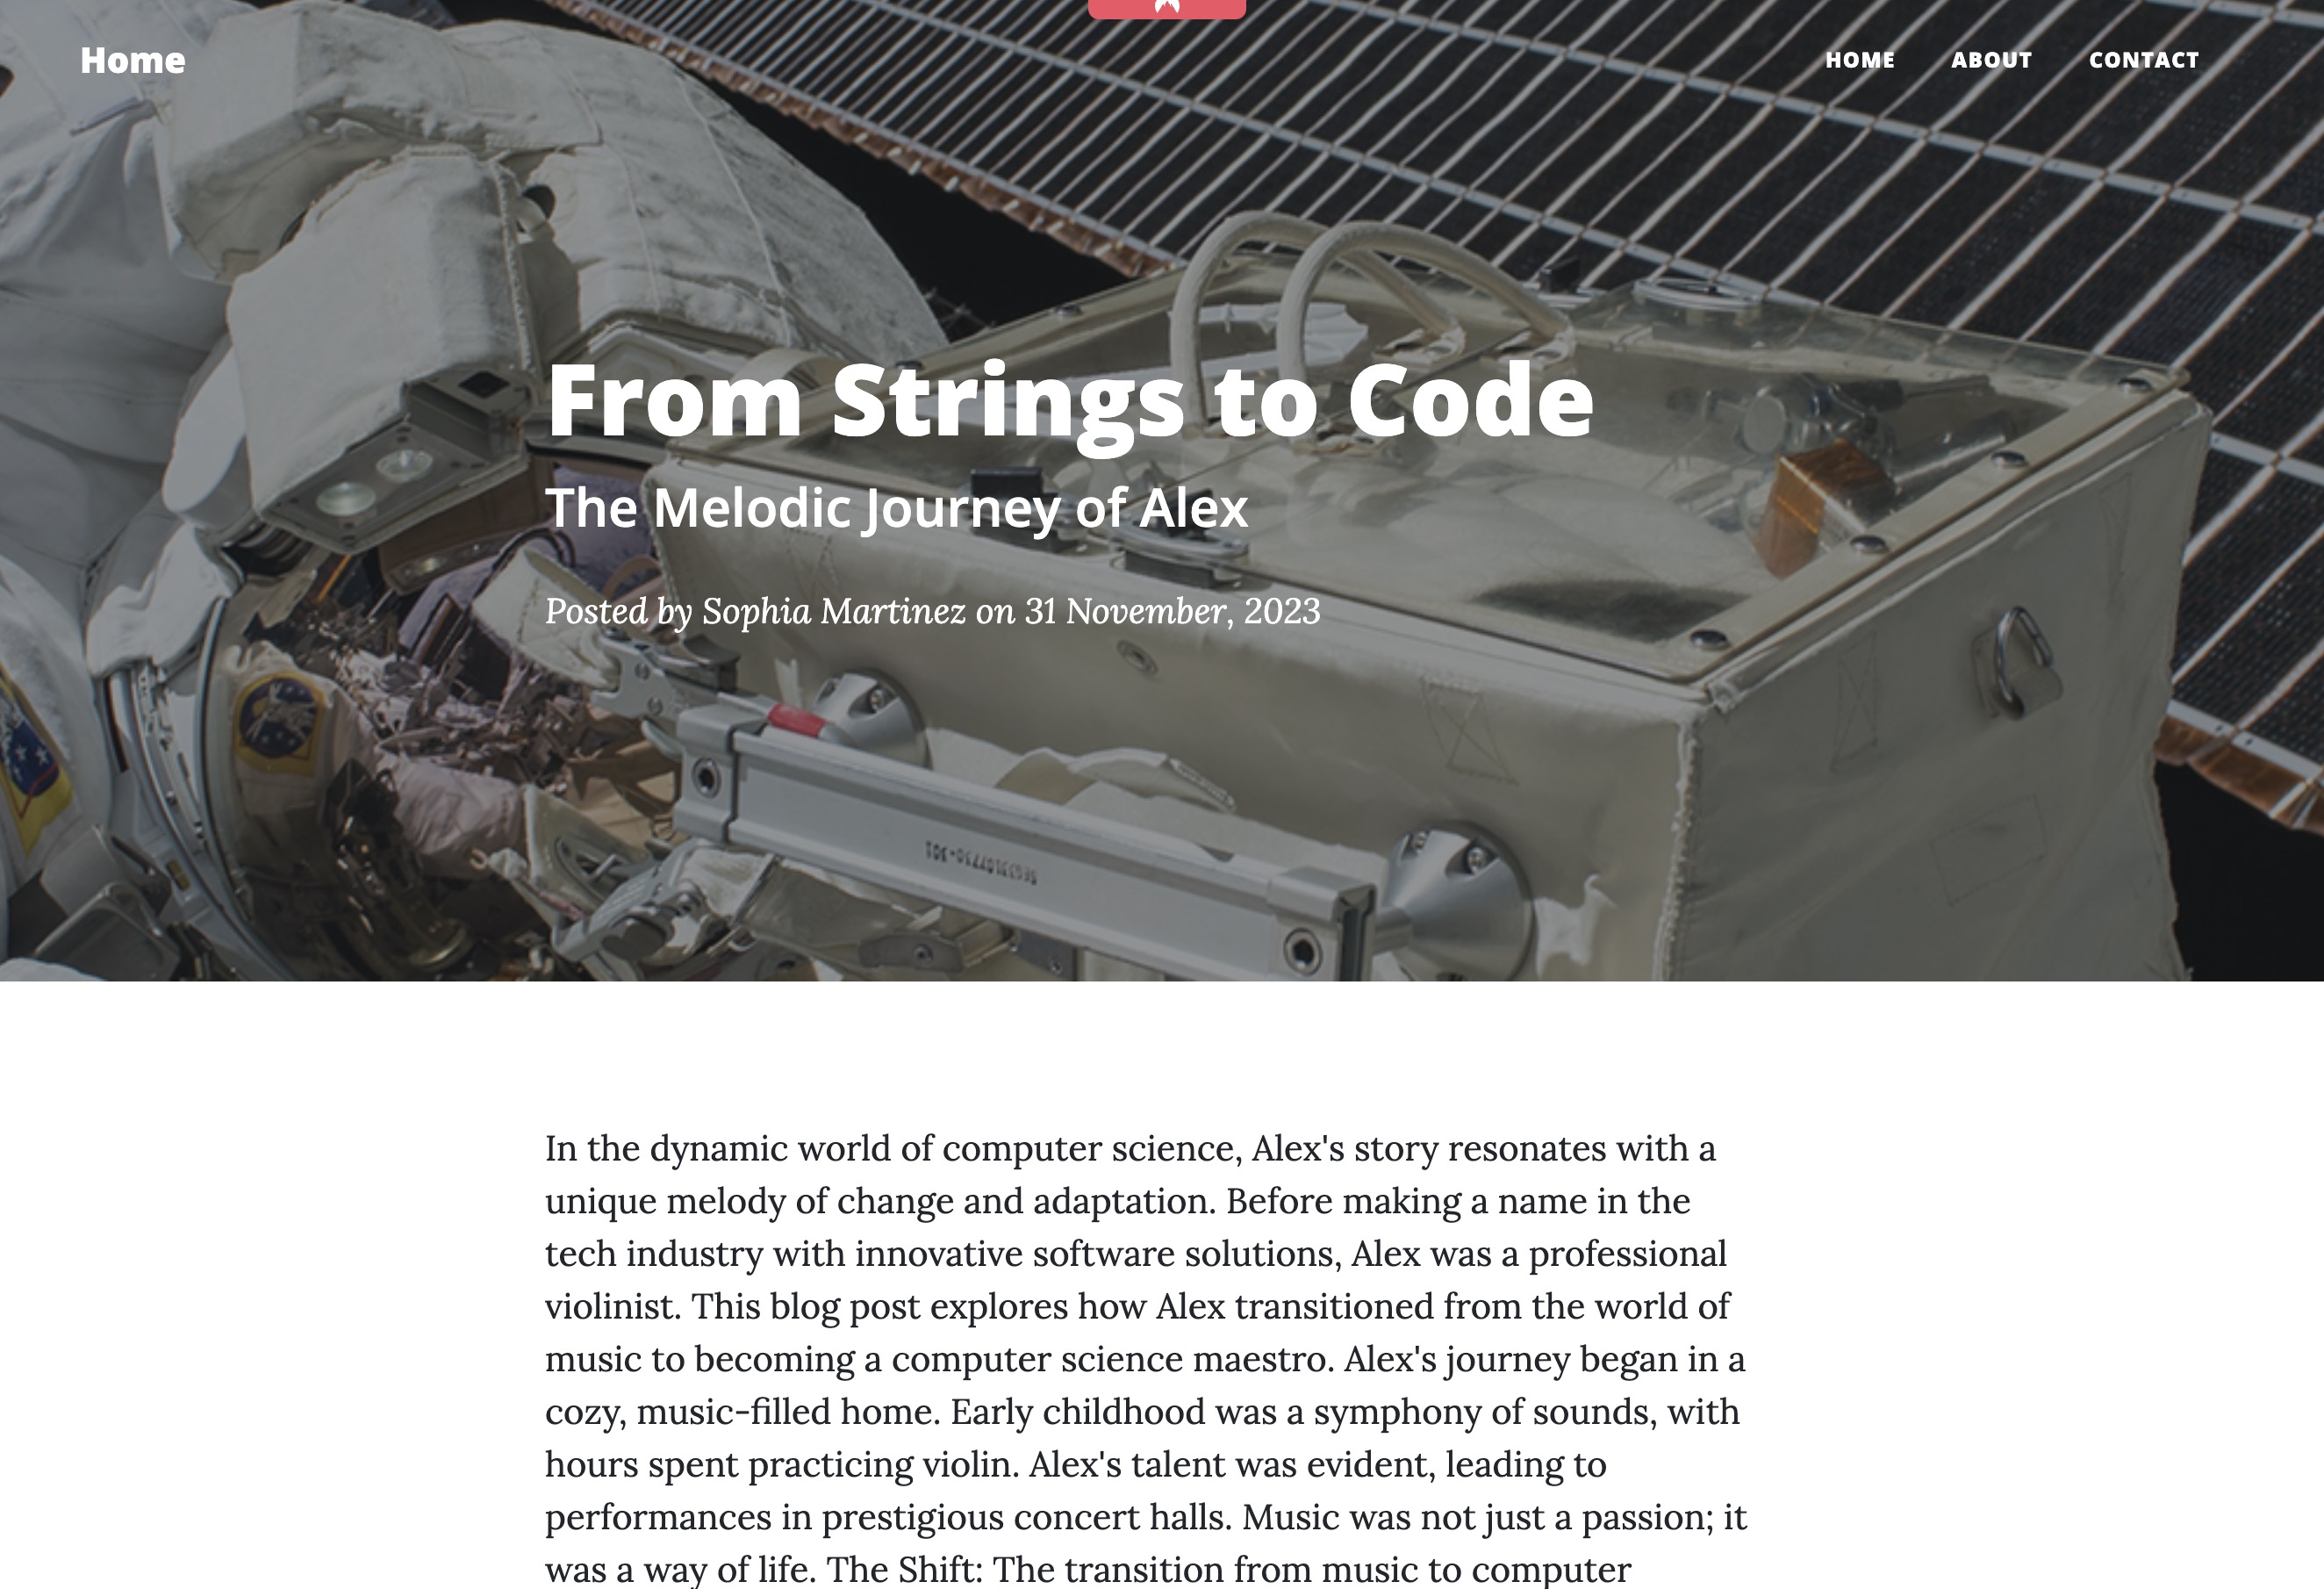 Home
HOME ABOUT CONTACT
From Strings to Code
The Melodic Journey of Alex
Posted by Sophia Martinez on 31 November, 2023
In the dynamic world of computer science, Alex's story resonates with a
unique melody of change and adaptation. Before making a name in the
tech industry with innovative software solutions, Alex was a professional
violinist. This blog post explores how Alex transitioned from the world of
music to becoming a computer science maestro. Alex's journey began in a
cozy, music-filled home. Early childhood was a symphony of sounds, with
hours spent practicing violin. Alex's talent was evident, leading to
performances in prestigious concert halls. Music was not just a passion; it
was a way of life. The Shift: The transition from music to computer